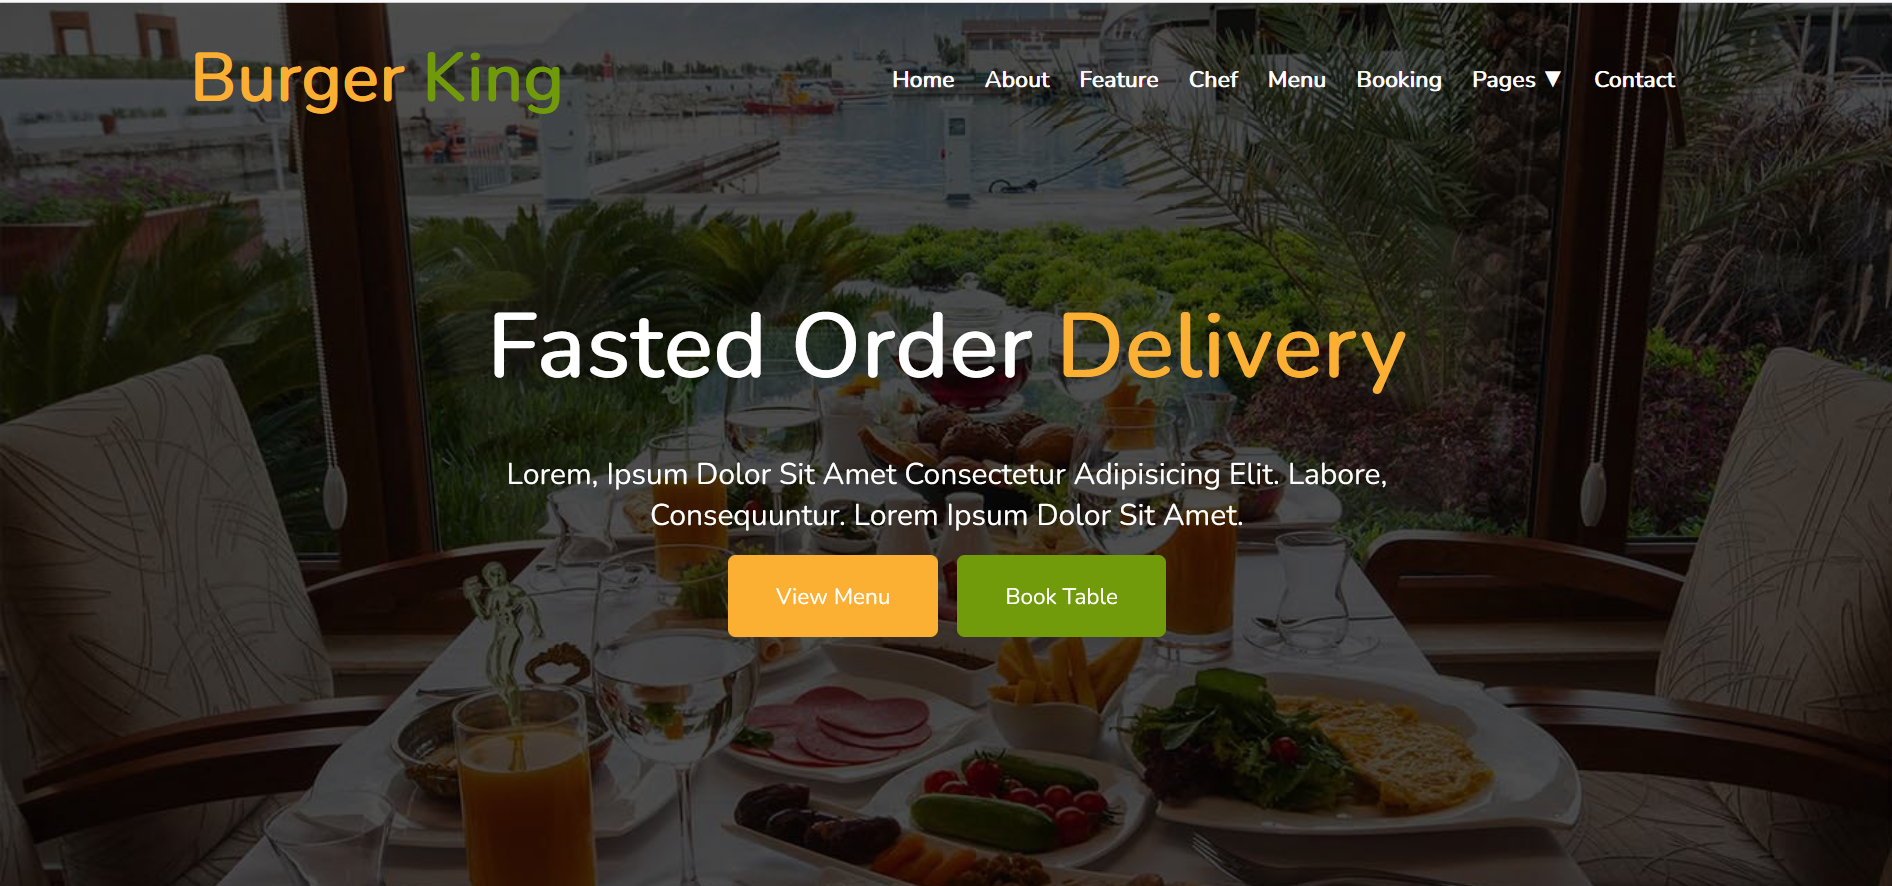 Burger King
Home About Feature Chef Menu Booking Pages ▼ Contact
Fasted Order Delivery
Lorem, Ipsum Dolor Sit Amet Consectetur Adipisicing Elit. Labore,
Consequuntur. Lorem Ipsum Dolor Sit Amet.
View Menu
Book Table